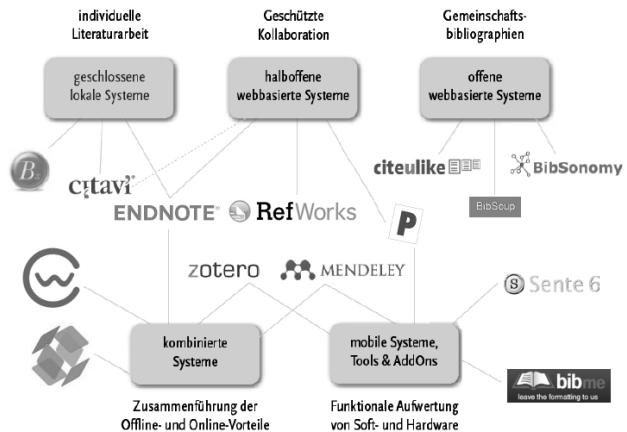 individuelle
Literaturarbeit
Geschützte
Kollaboration
Gemeinschafts-
bibliographien
geschlossene
lokale Systeme
halboffene
webbasierte Systeme
offene
webbasierte Systeme
B
citavi
ENDNOTE®
RefWorks
P
citeulike
BibSonomy
BibScup
zotero
MENDELEY
S Sente 6
kombinierte
Systeme
mobile Systeme,
Tools & AddOns
bibme
leave the formatting to us
Zusammenführung der
Offline- und Online-Vorteile
Funktionale Aufwertung
von Soft- und Hardware